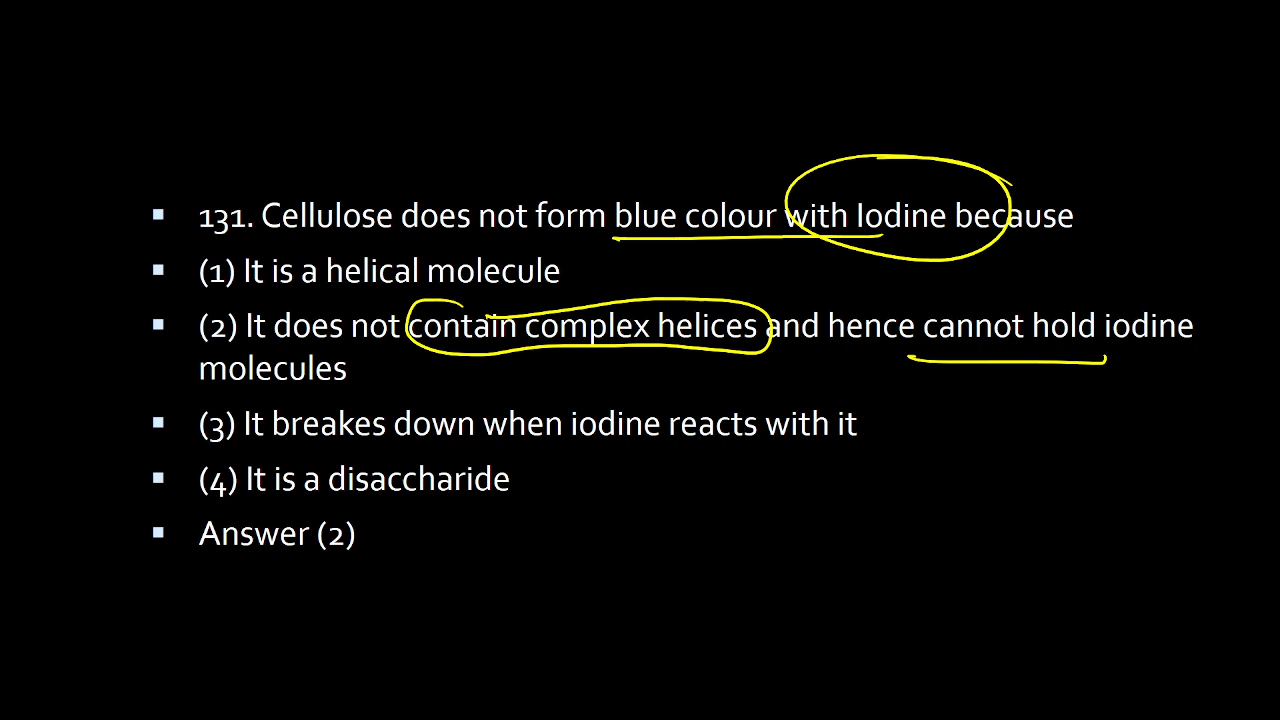 131. Cellulose does not form blue colour with Iodine because
(1) It is a helical molecule
(2) It does not contain complex helices and hence cannot hold iodine
molecules
(3) It breakes down when iodine reacts with it
(4) It is a disaccharide
Answer (2)